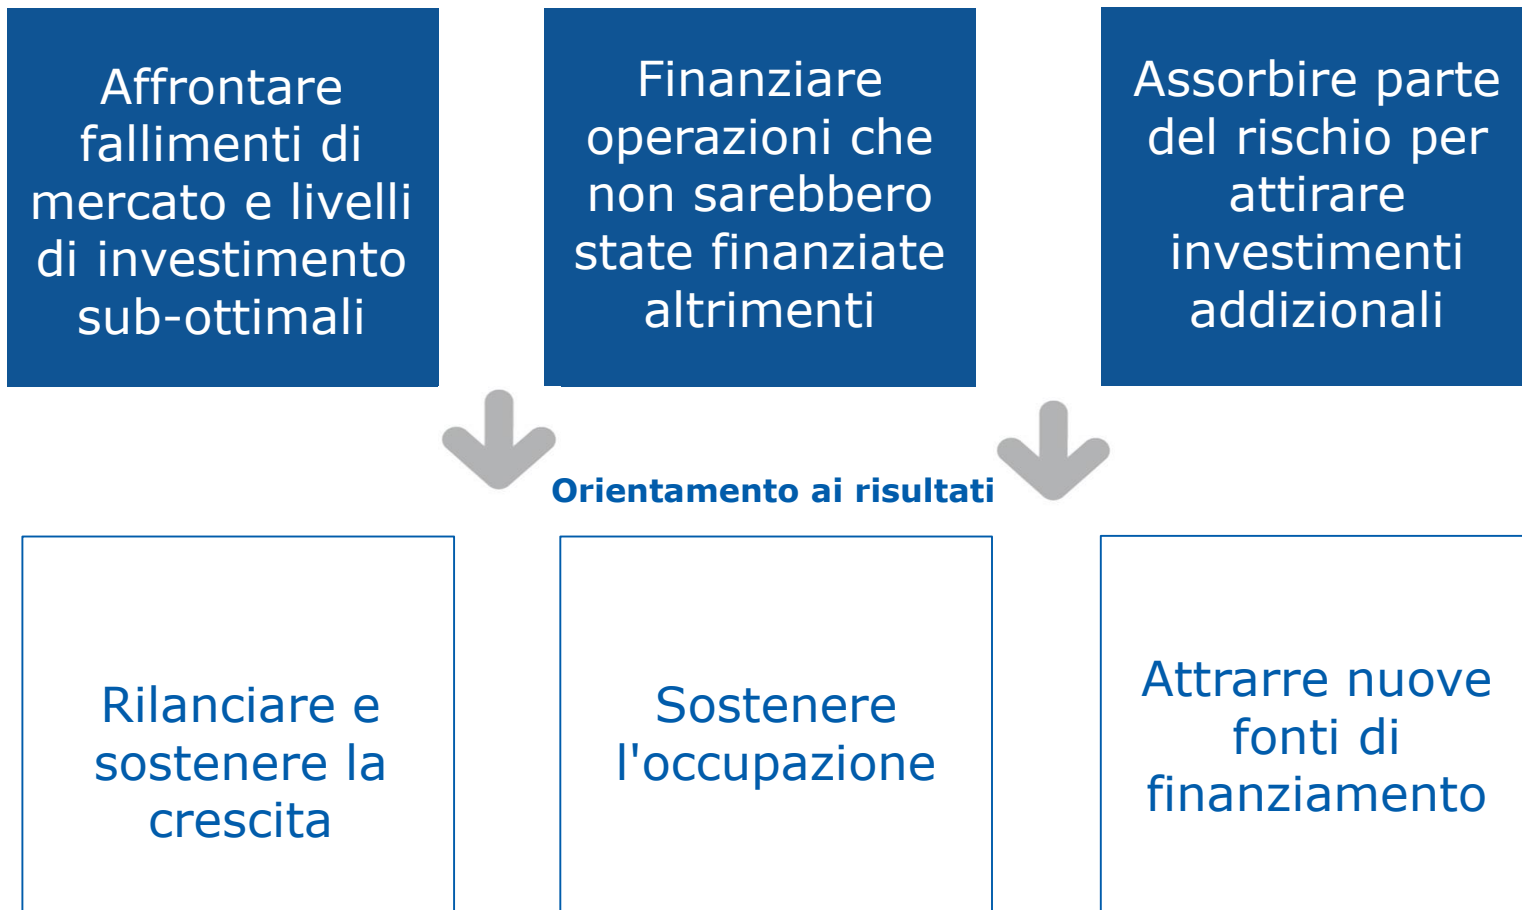 Affrontare
fallimenti di
mercato e livelli
di investimento
sub-ottimali
Finanziare
operazioni che
non sarebbero
state finanziate
altrimenti
Assorbire parte
del rischio per
attirare
investimenti
addizionali
Orientamento ai risultati
Rilanciare e
sostenere la
crescita
Sostenere
l'occupazione
Attrarre nuove
fonti di
finanziamento